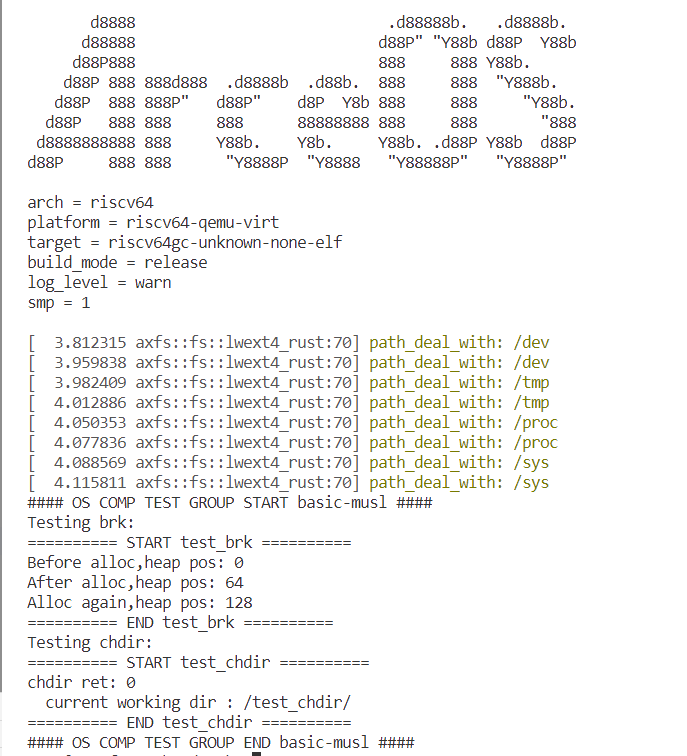 d8888                            .d88888b.   .d8888b.
      d88888                           d88P" "Y88b d88P  Y88b
     d88P888                           888     888 Y88b.
    d88P 888 888d888  .d8888b  .d88b.  888     888  "Y888b.
   d88P  888 888P"   d88P"    d8P  Y8b 888     888     "Y88b.
  d88P   888 888     888      88888888 888     888       "888
 d8888888888 888     Y88b.    Y8b.     Y88b. .d88P Y88b  d88P
d88P     888 888      "Y8888P  "Y8888   "Y88888P"   "Y8888P"
arch = riscv64
platform = riscv64-qemu-virt
target = riscv64gc-unknown-none-elf
build_mode = release
log_level = warn
smp = 1
[  3.812315 axfs::fs::lwext4_rust:70] path_deal_with: /dev
[  3.959838 axfs::fs::lwext4_rust:70] path_deal_with: /dev
[  3.982409 axfs::fs::lwext4_rust:70] path_deal_with: /tmp
[  4.012886 axfs::fs::lwext4_rust:70] path_deal_with: /tmp
[  4.050353 axfs::fs::lwext4_rust:70] path_deal_with: /proc
[  4.077836 axfs::fs::lwext4_rust:70] path_deal_with: /proc
[  4.088569 axfs::fs::lwext4_rust:70] path_deal_with: /sys
[  4.115811 axfs::fs::lwext4_rust:70] path_deal_with: /sys
#### OS COMP TEST GROUP START basic-musl ####
Testing brk:
========== START test_brk ==========
Before alloc,heap pos: 0
After alloc,heap pos: 64
Alloc again,heap pos: 128
========== END test_brk ==========
Testing chdir:
========== START test_chdir ==========
chdir ret: 0
  current working dir : /test_chdir/
========== END test_chdir ==========
#### OS COMP TEST GROUP END basic-musl ####